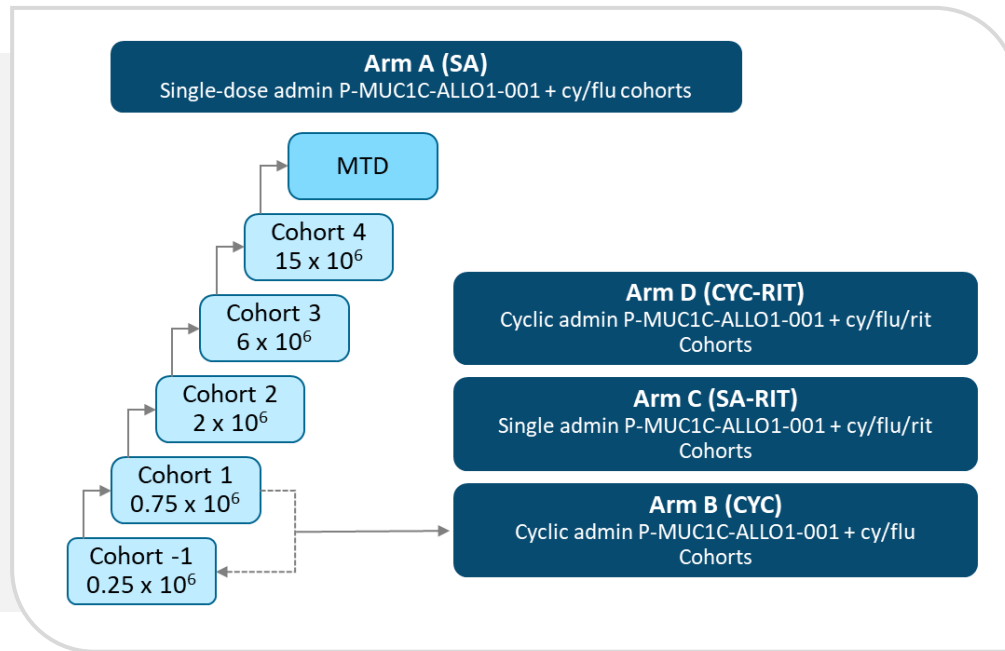 Arm A (SA)
Single-dose admin P-MUC1C-ALLO1-001 + cy/flu cohorts
MTD
Cohort 4
15 x 10⁶
Cohort 3
6 x 10⁶
Cohort 2
2 x 10⁶
Cohort 1
0.75 x 10⁶
Cohort -1
0.25 x 10⁶
Arm D (CYC-RIT)
Cyclic admin P-MUC1C-ALLO1-001 + cy/flu/rit
Cohorts
Arm C (SA-RIT)
Single admin P-MUC1C-ALLO1-001 + cy/flu/rit
Cohorts
Arm B (CYC)
Cyclic admin P-MUC1C-ALLO1-001 + cy/flu
Cohorts